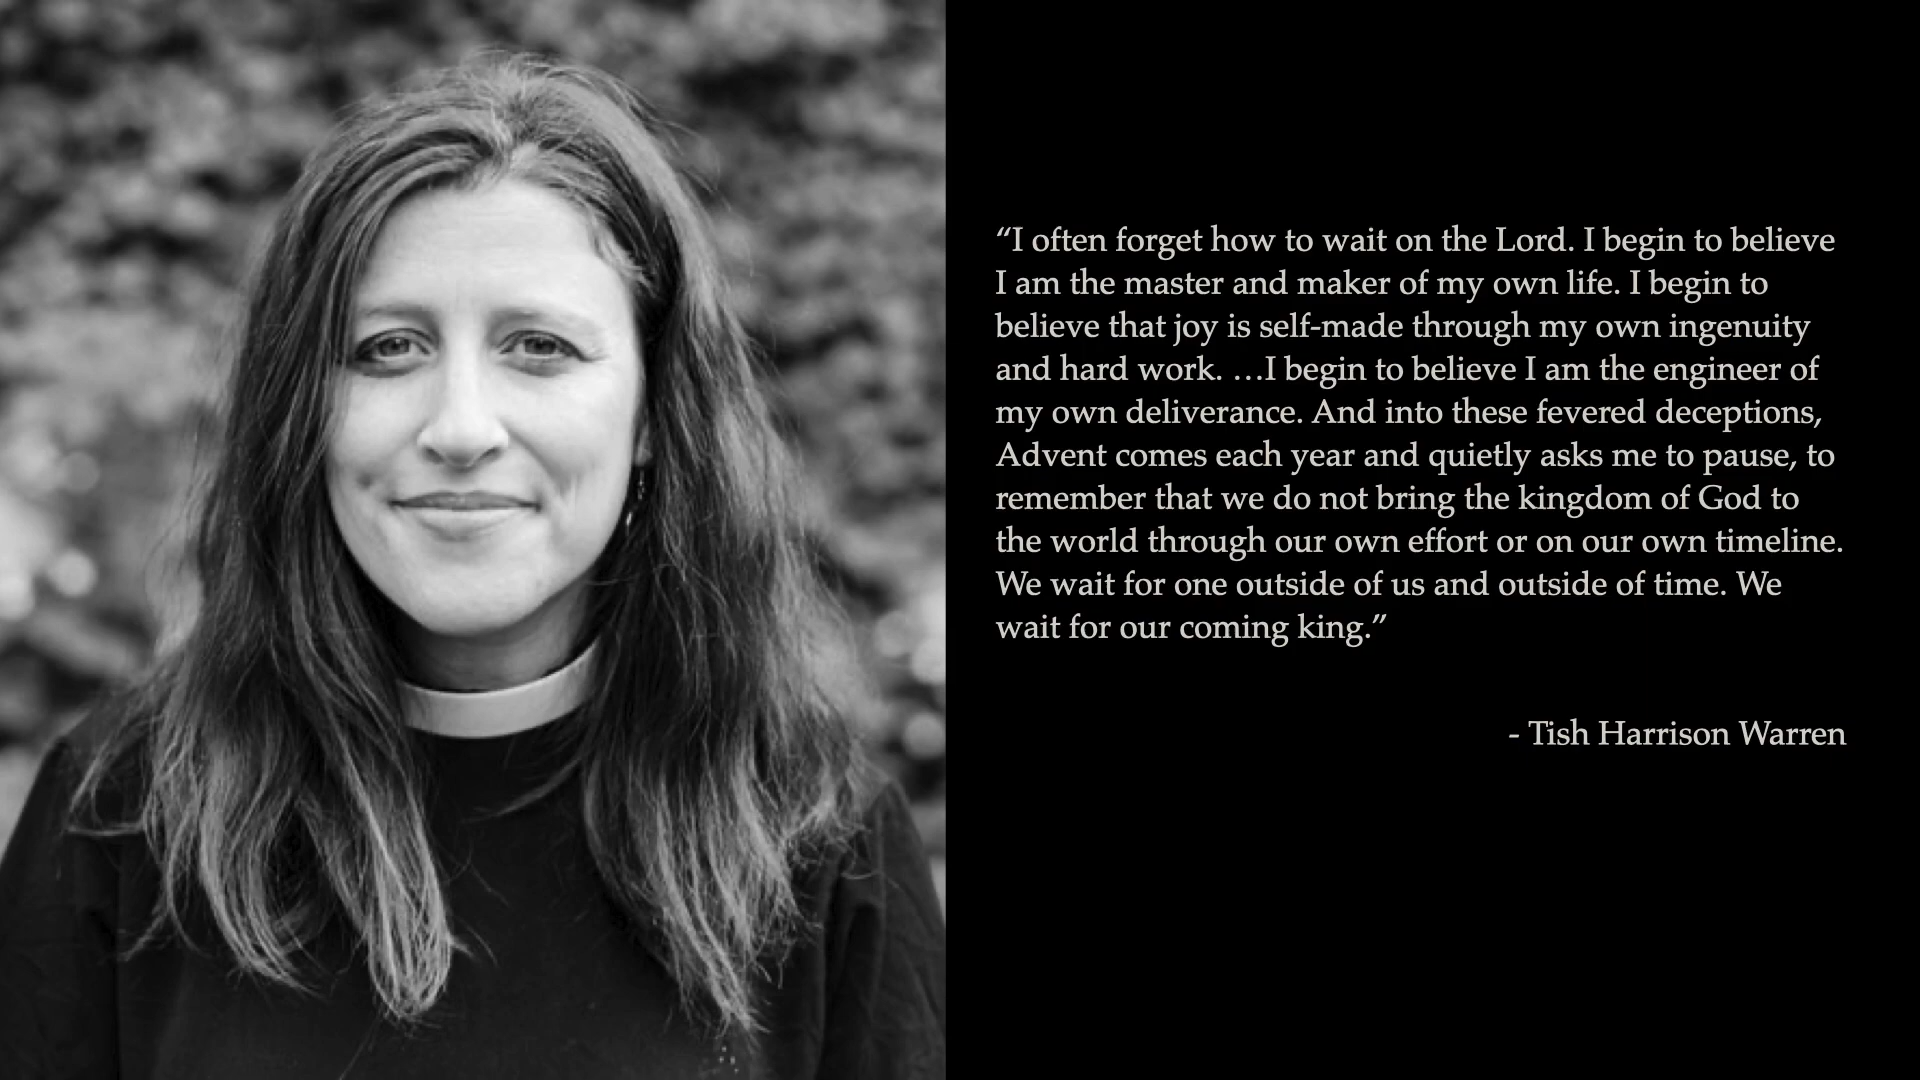 “I often forget how to wait on the Lord. I begin to believe
I am the master and maker of my own life. I begin to
believe that joy is self-made through my own ingenuity
and hard work. …I begin to believe I am the engineer of
my own deliverance. And into these fevered deceptions,
Advent comes each year and quietly asks me to pause, to
remember that we do not bring the kingdom of God to
the world through our own effort or on our own timeline.
We wait for one outside of us and outside of time. We
wait for our coming king.”
- Tish Harrison Warren